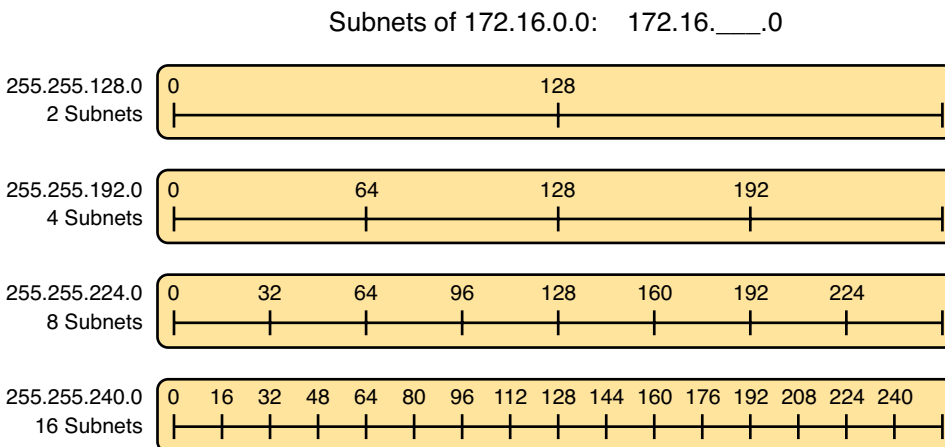 Subnets of 172.16.0.0: 172.16.___.0
255.255.128.0 0 128
2 Subnets
255.255.192.0 0 64 128 192
4 Subnets
255.255.224.0 0 32 64 96 128 160 192 224
8 Subnets
255.255.240.0 0 16 32 48 64 80 96 112 128 144 160 176 192 208 224 240
16 Subnets